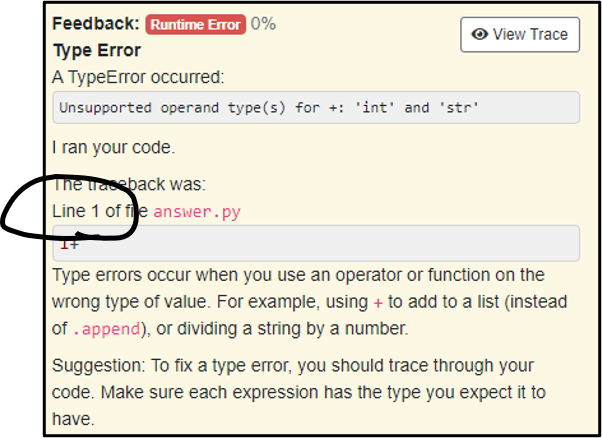 Feedback: Runtime Error 0%
View Trace
Type Error
A TypeError occurred:
Unsupported operand type(s) for +: 'int' and 'str'
I ran your code.
The traceback was:
Line 1 of file answer.py
1+
Type errors occur when you use an operator or function on the
wrong type of value. For example, using + to add to a list (instead
of .append), or dividing a string by a number.
Suggestion: To fix a type error, you should trace through your
code. Make sure each expression has the type you expect it to
have.